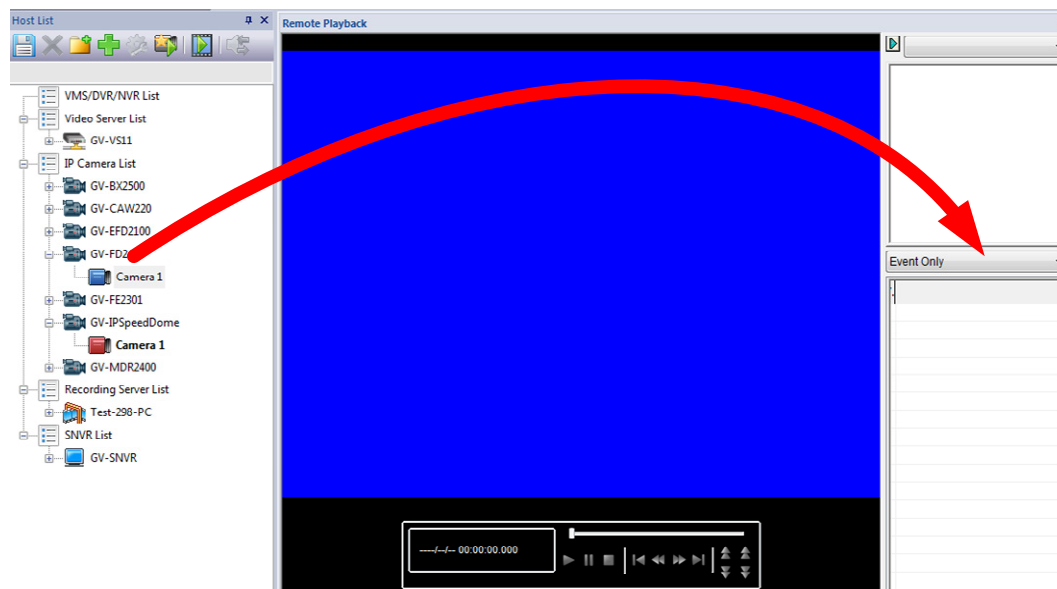 Host List
Remote Playback
VMS/DVR/NVR List
Video Server List
GV-VS11
IP Camera List
GV-BX2500
GV-CAW220
GV-EFD2100
GV-FD2
Camera 1
GV-FE2301
GV-IPSpeedDome
Camera 1
GV-MDR2400
Recording Server List
Test-298-PC
SNVR List
GV-SNVR
Event Only
----/--/-- 00:00:00.000